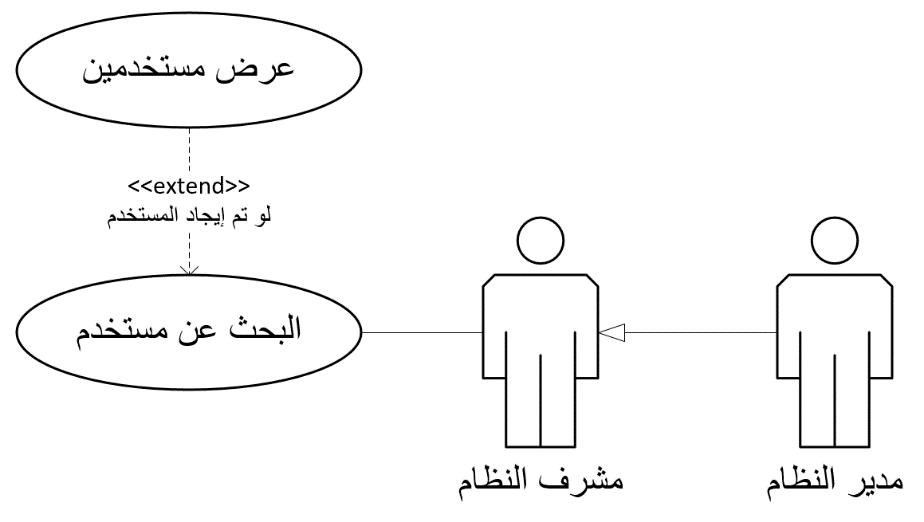 عرض مستخدمين
<<extend>>
لو تم إيجاد المستخدم
البحث عن مستخدم
مشرف النظام
مدير النظام